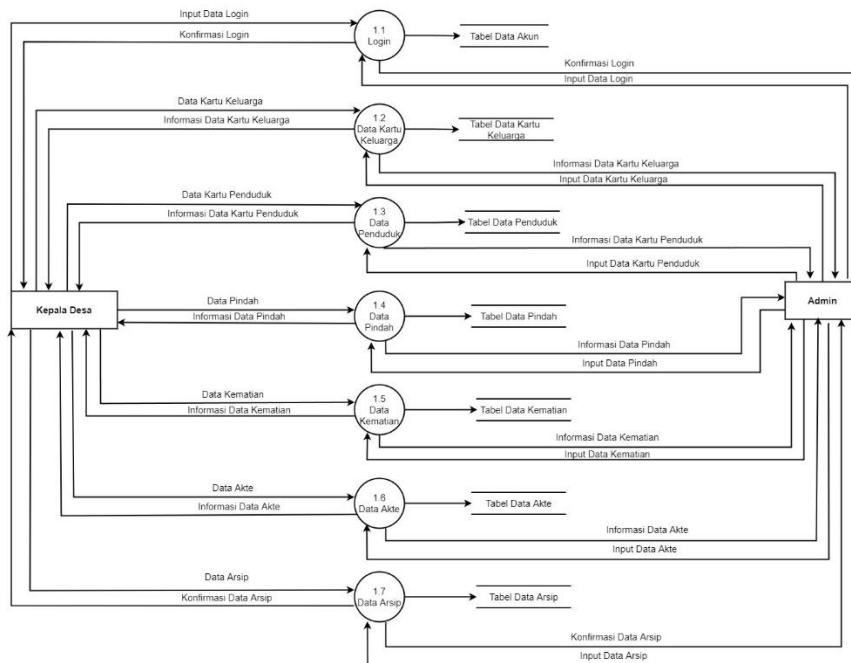 Input Data Login
Konfirmasi Login
1.1
Login
Tabel Data Akun
Konfirmasi Login
Input Data Login
Data Kartu Keluarga
Informasi Data Kartu Keluarga
1.2
Data Kartu
Keluarga
Tabel Data Kartu
Keluarga
Informasi Data Kartu Keluarga
Input Data Kartu Keluarga
Data Kartu Penduduk
Informasi Data Kartu Penduduk
1.3
Data
Penduduk
Tabel Data Penduduk
Informasi Data Kartu Penduduk
Input Data Kartu Penduduk
Kepala Desa
Admin
Data Pindah
Informasi Data Pindah
1.4
Data
Pindah
Tabel Data Pindah
Informasi Data Pindah
Input Data Pindah
Data Kematian
Informasi Data Kematian
1.5
Data
Kematian
Tabel Data Kematian
Informasi Data Kematian
Input Data Kematian
Data Akte
Informasi Data Akte
1.6
Data Akte
Tabel Data Akte
Informasi Data Akte
Input Data Akte
Data Arsip
Konfirmasi Data Arsip
1.7
Data Arsip
Tabel Data Arsip
Konfirmasi Data Arsip
Input Data Arsip